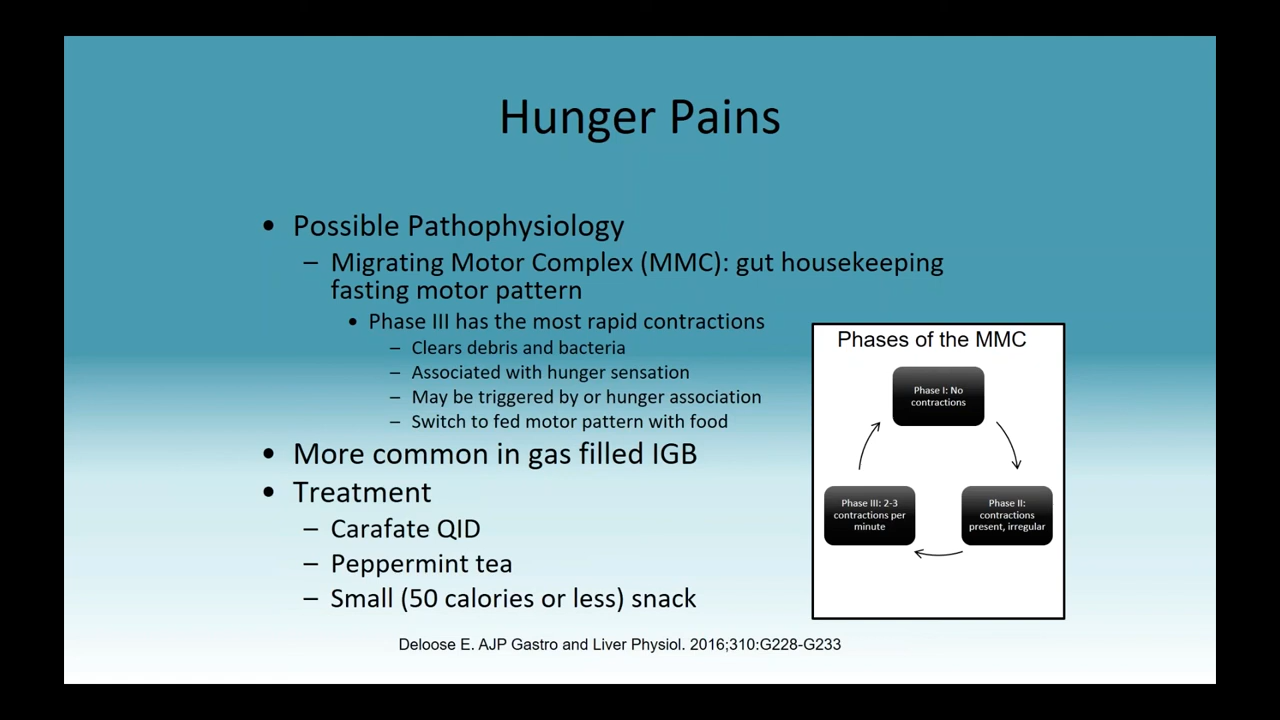 Hunger Pains
• Possible Pathophysiology
– Migrating Motor Complex (MMC): gut housekeeping
fasting motor pattern
• Phase III has the most rapid contractions
– Clears debris and bacteria
– Associated with hunger sensation
– May be triggered by or hunger association
– Switch to fed motor pattern with food
• More common in gas filled IGB
• Treatment
– Carafate QID
– Peppermint tea
– Small (50 calories or less) snack
Phases of the MMC
Phase I: No
contractions
Phase II:
contractions
present, irregular
Phase III: 2-3
contractions per
minute
Deloose E. AJP Gastro and Liver Physiol. 2016;310:G228-G233